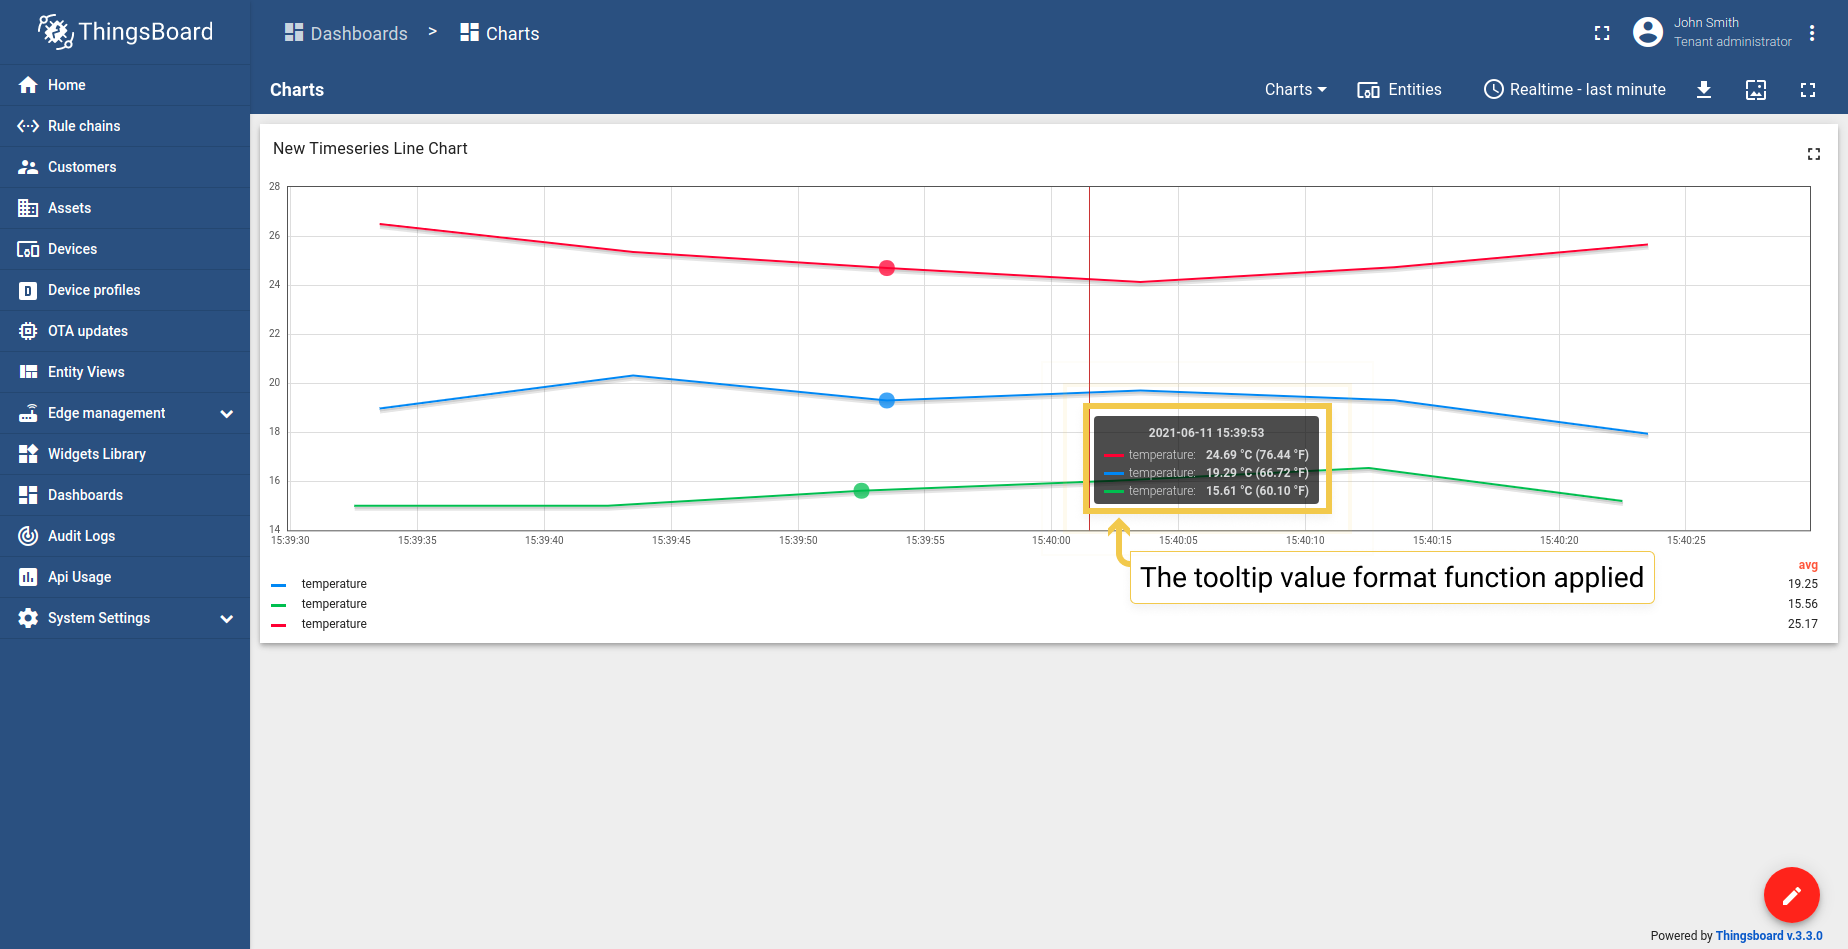 ThingsBoard
Dashboards > Charts
John Smith
Tenant administrator
Home
Rule chains
Customers
Assets
Devices
Device profiles
OTA updates
Entity Views
Edge management
Widgets Library
Dashboards
Audit Logs
Api Usage
System Settings
Charts
Charts Entities Realtime - last minute
New Timeseries Line Chart
28
26
24
22
20
18
16
14
15:39:30 15:39:35 15:39:40 15:39:45 15:39:50 15:39:55 15:40:00 15:40:05 15:40:10 15:40:15 15:40:20 15:40:25
2021-06-11 15:39:53
temperature: 24.69 °C (76.44 °F)
temperature: 19.29 °C (66.72 °F)
temperature: 15.61 °C (60.10 °F)
The tooltip value format function applied
avg
temperature 19.25
temperature 15.56
temperature 25.17
Powered by Thingsboard v.3.3.0